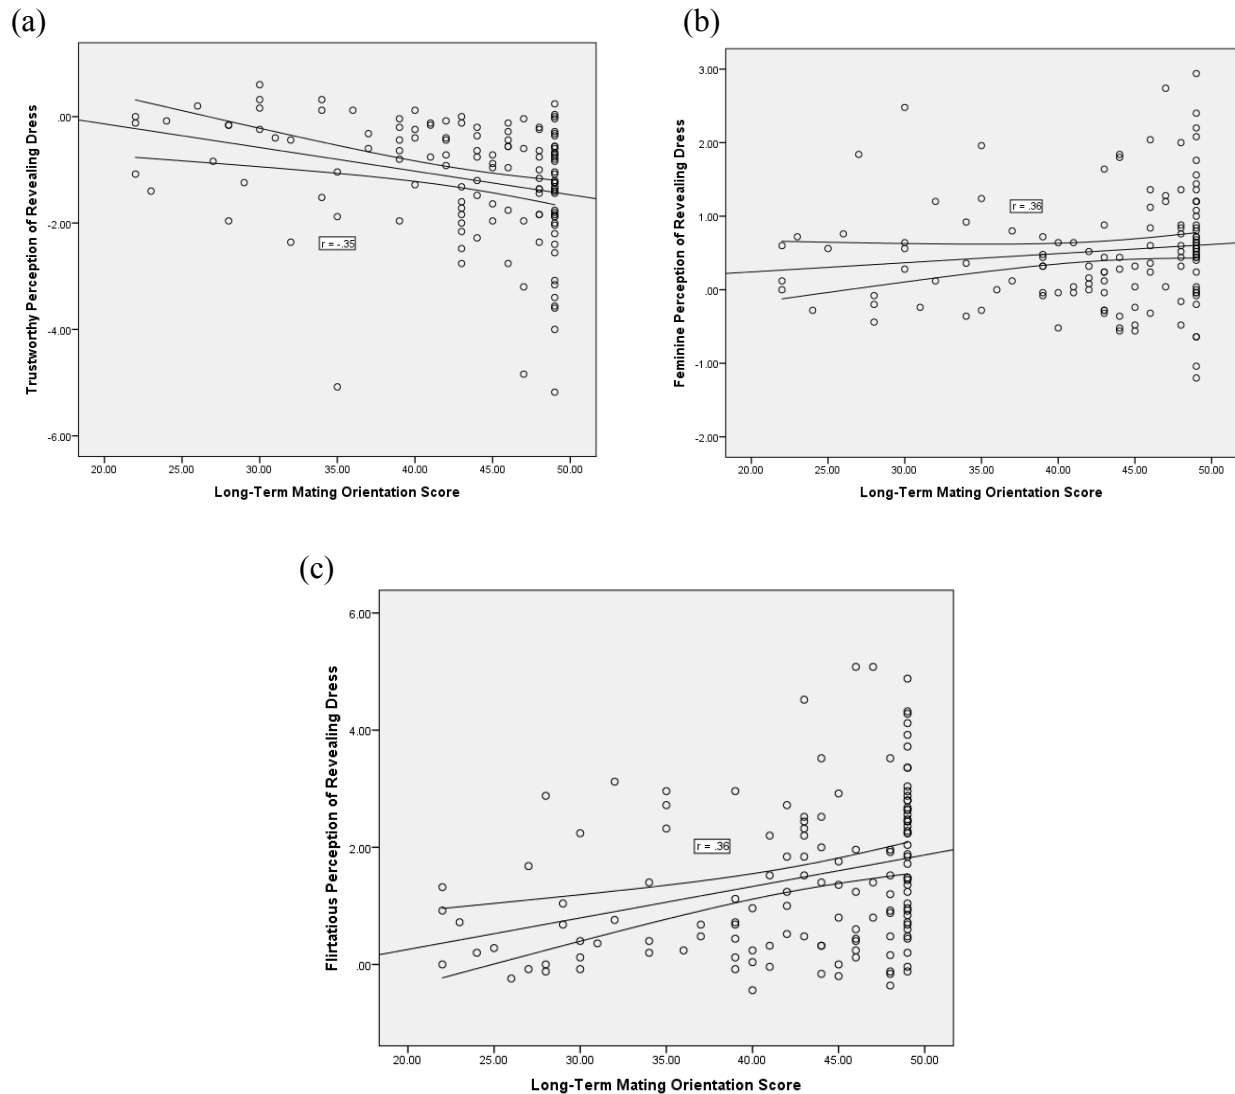 (a)
.00
-2.00
-4.00
-6.00
Trustworthy Perception of Revealing Dress
r = -.35
20.00 25.00 30.00 35.00 40.00 45.00 50.00
Long-Term Mating Orientation Score
(b)
3.00
2.00
1.00
.00
-1.00
-2.00
Feminine Perception of Revealing Dress
r = .36
20.00 25.00 30.00 35.00 40.00 45.00 50.00
Long-Term Mating Orientation Score
(c)
6.00
4.00
2.00
.00
Flirtatious Perception of Revealing Dress
r = .36
20.00 25.00 30.00 35.00 40.00 45.00 50.00
Long-Term Mating Orientation Score